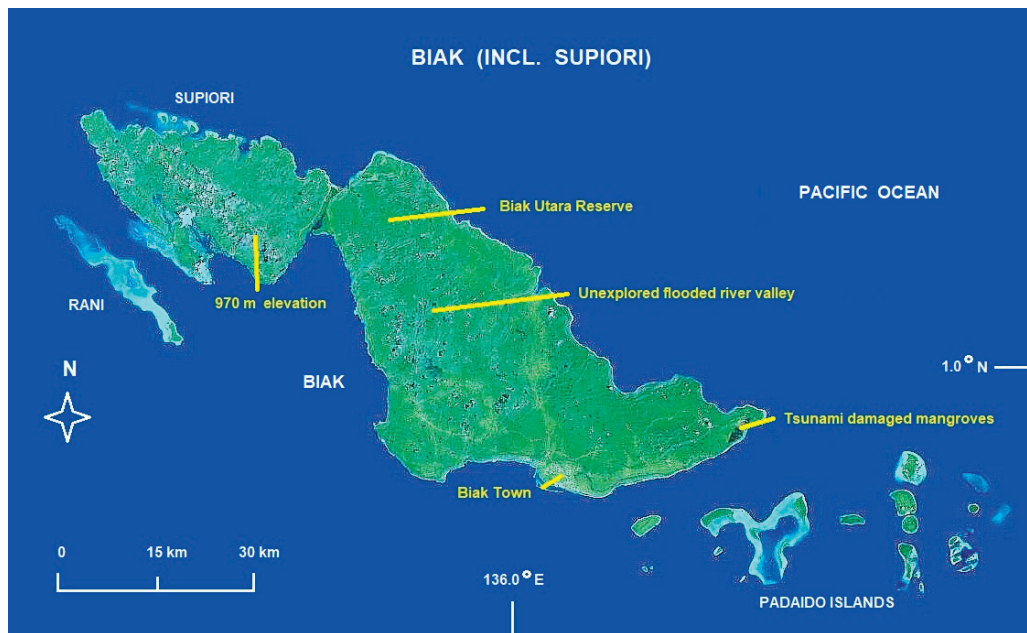 BIAK (INCL. SUPIORI)
SUPIORI
PACIFIC OCEAN
Biak Utara Reserve
970 m elevation
Unexplored flooded river valley
RANI
N
BIAK
1.0° N
Tsunami damaged mangroves
Biak Town
0 15 km 30 km
136.0° E
PADAIDO ISLANDS